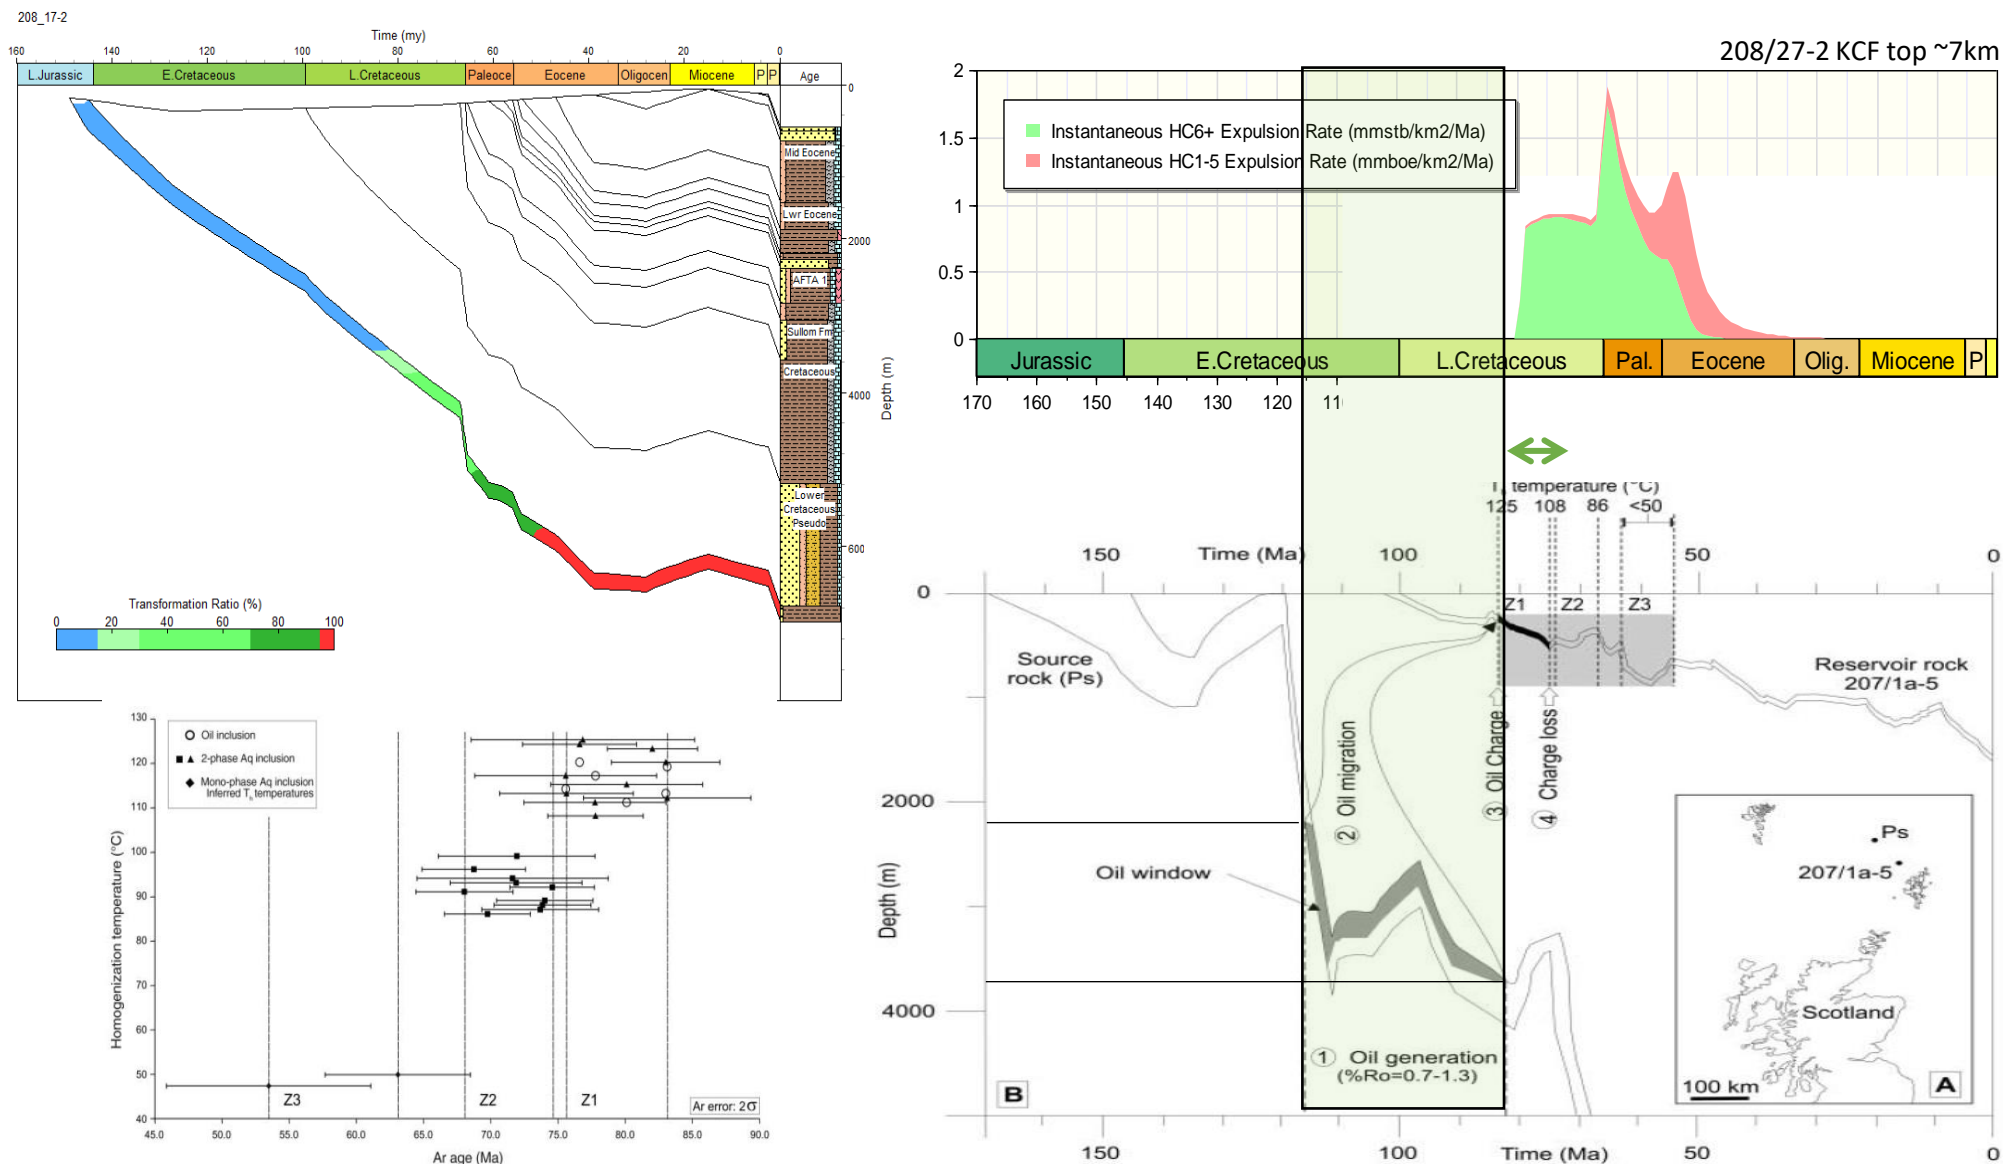 208_17-2
Time (my)
160 140 120 100 80 60 40 20 0
L.Jurassic E.Cretaceous L.Cretaceous Paleoce Eocene Oligocen Miocene P P Age
0
Mid Eocene
Lwr Eocene
2000
AFTA 1
Sullom Fm
Cretaceous
4000
Depth (m)
Lower
Cretaceous
Pseudo
600
Transformation Ratio (%)
0 20 40 60 80 100
208/27-2 KCF top ~7km
2
1.5
1
0.5
0
Instantaneous HC6+ Expulsion Rate (mmstb/km2/Ma)
Instantaneous HC1-5 Expulsion Rate (mmboe/km2/Ma)
Jurassic E.Cretaceous L.Cretaceous Pal. Eocene Olig. Miocene P
170 160 150 140 130 120 11
130
120
110
100
90
80
70
60
50
40
Homogenization temperature (°C)
Oil inclusion
2-phase Aq inclusion
Mono-phase Aq inclusion
Inferred Th temperatures
Z3 Z2 Z1
Ar error: 2σ
45.0 50.0 55.0 60.0 65.0 70.0 75.0 80.0 85.0 90.0
Ar age (Ma)
temperature (°C)
125 108 86 <50
150 Time (Ma) 100 50 0
0
Z1 Z2 Z3
Source
rock (Ps)
Reservoir rock
207/1a-5
② Oil migration
③ Oil Charge
④ Charge loss
2000
Oil window
Depth (m)
4000
① Oil generation
(%Ro=0.7-1.3)
B
Ps
207/1a-5
Scotland
100 km
A
150 100 Time (Ma) 50 0